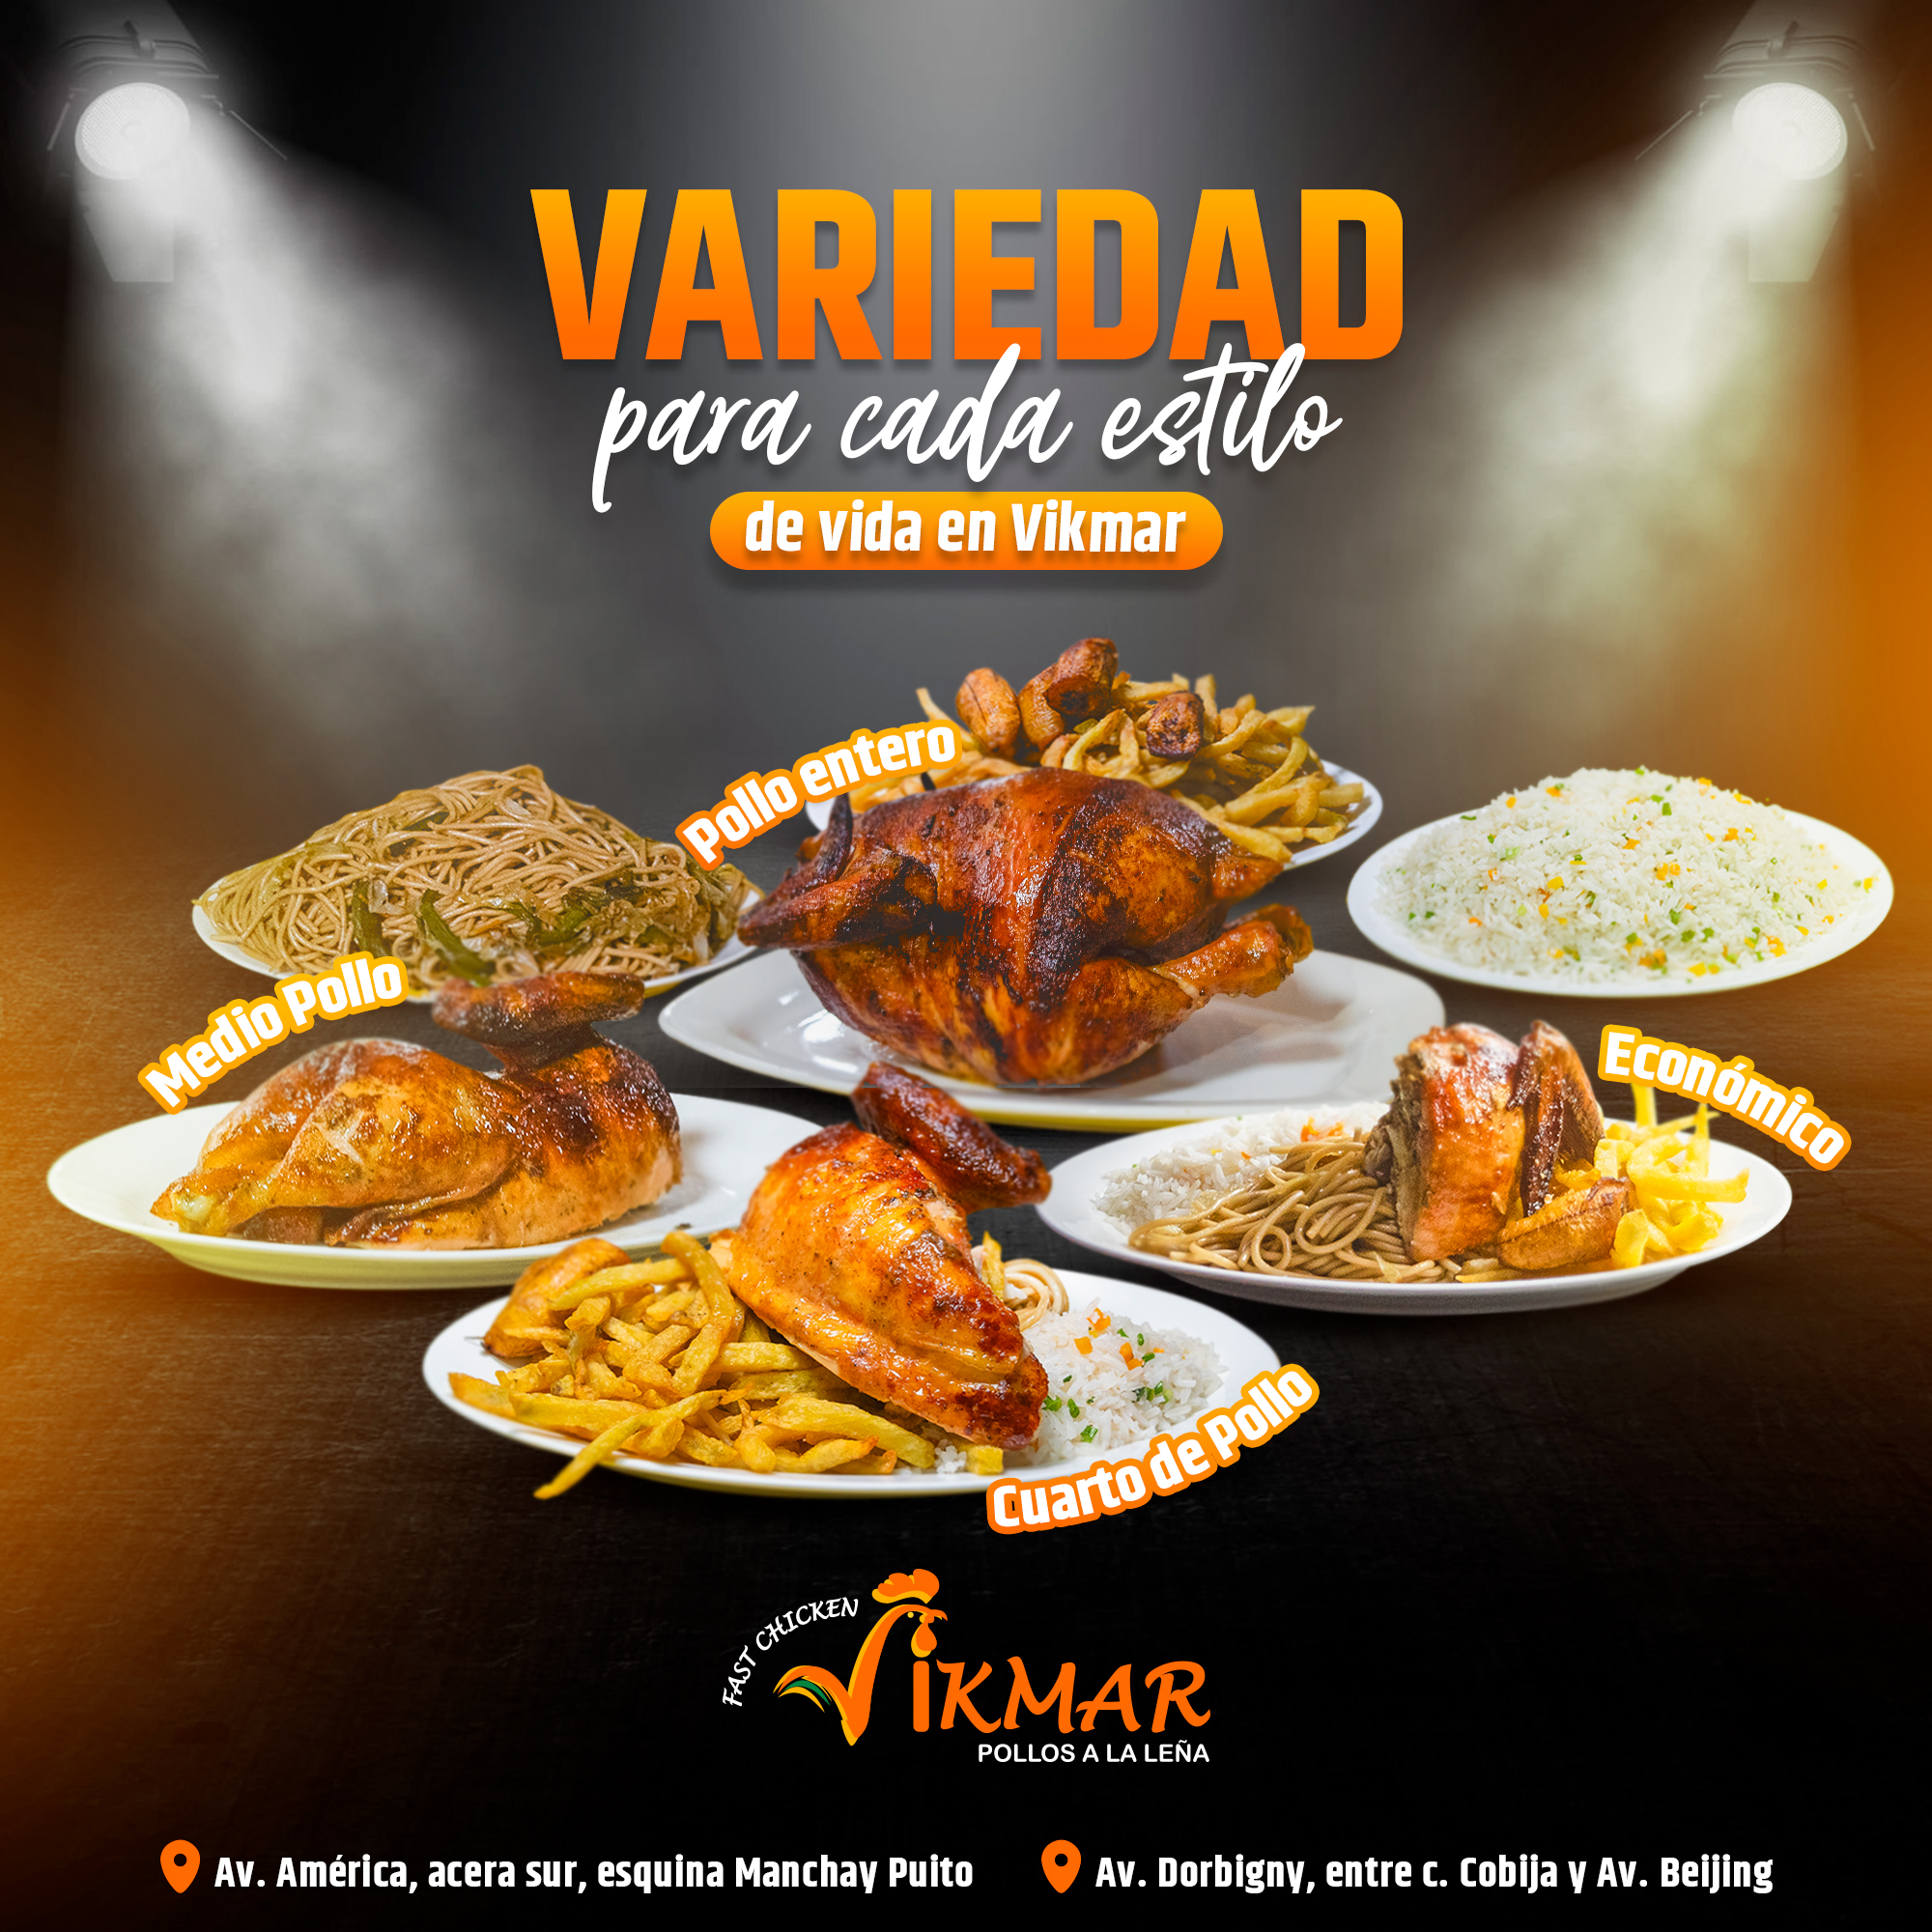 VARIEDAD
para cada estilo
de vida en Vikmar
Pollo entero
Medio Pollo
Económico
Cuarto de Pollo
FAST CHICKEN
VIKMAR
POLLOS A LA LEÑA
Av. América, acera sur, esquina Manchay Puito
Av. Dorbigny, entre c. Cobija y Av. Beijing